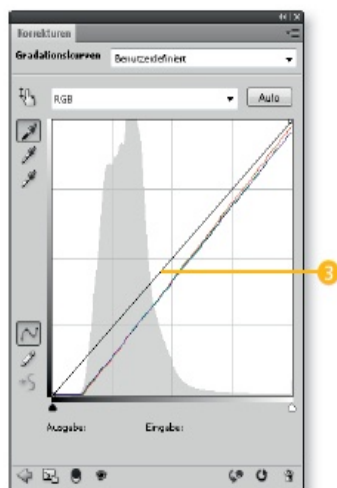 Korrekturen
Gradationskurven Benutzerdefiniert
RGB Auto
3
Ausgabe: Eingabe: